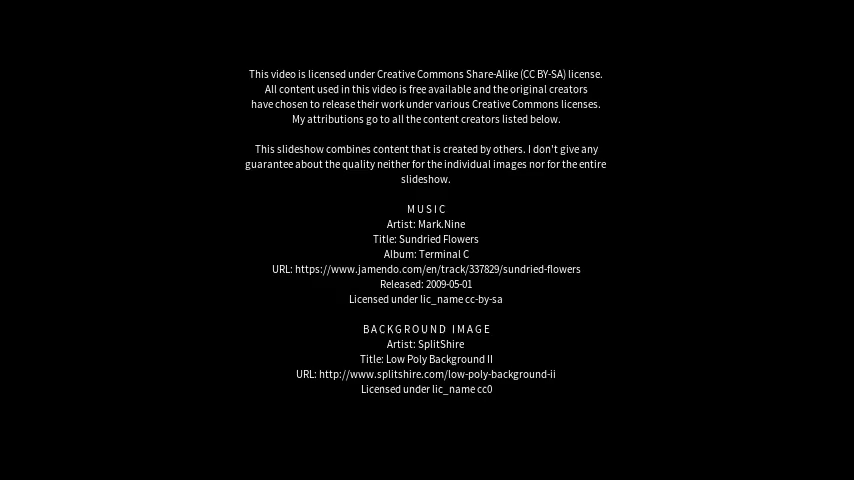 This video is licensed under Creative Commons Share-Alike (CC BY-SA) license.
All content used in this video is free available and the original creators
have chosen to release their work under various Creative Commons licenses.
My attributions go to all the content creators listed below.
This slideshow combines content that is created by others. I don't give any
guarantee about the quality neither for the individual images nor for the entire
slideshow.
MUSIC
Artist: Mark.Nine
Title: Sundried Flowers
Album: Terminal C
URL: https://www.jamendo.com/en/track/337829/sundried-flowers
Released: 2009-05-01
Licensed under lic_name cc-by-sa
BACKGROUND IMAGE
Artist: SplitShire
Title: Low Poly Background II
URL: http://www.splitshire.com/low-poly-background-ii
Licensed under lic_name cc0